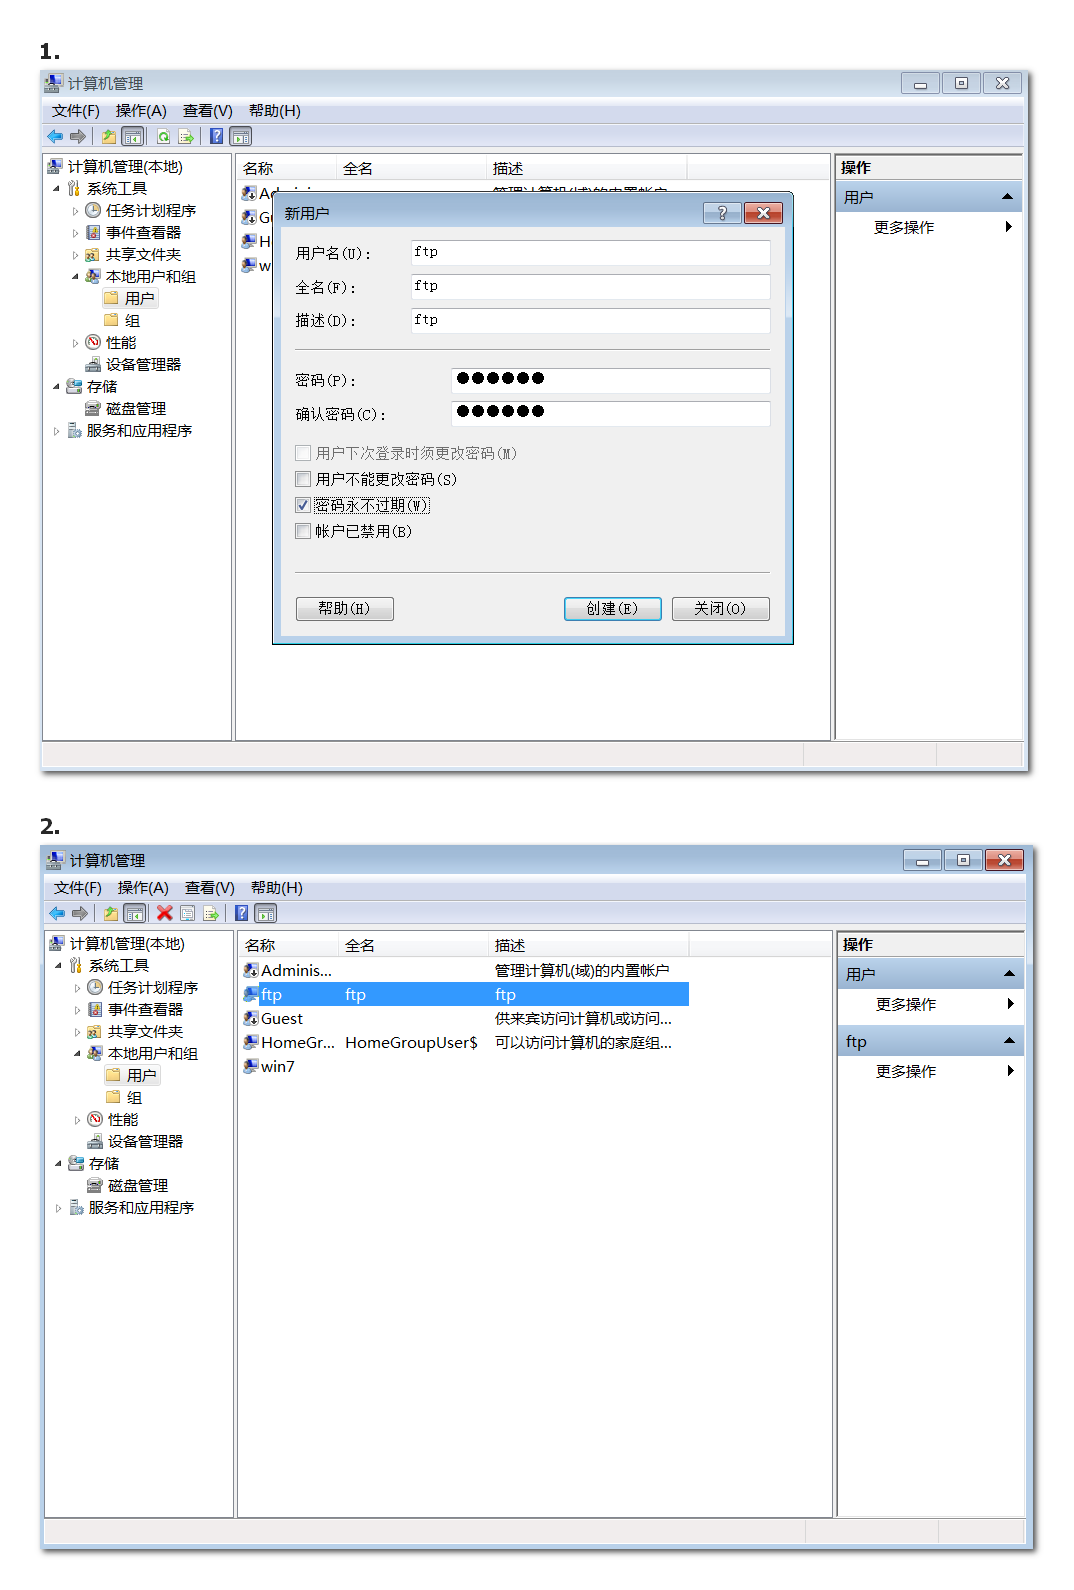 1.
计算机管理
文件(F) 操作(A) 查看(V) 帮助(H)
计算机管理(本地)
系统工具
任务计划程序
事件查看器
共享文件夹
本地用户和组
用户
组
性能
设备管理器
存储
磁盘管理
服务和应用程序
名称 全名 描述
新用户
用户名(U): ftp
全名(F): ftp
描述(D): ftp
密码(P): ●●●●●●
确认密码(C): ●●●●●●
用户下次登录时须更改密码(M)
用户不能更改密码(S)
密码永不过期(W)
帐户已禁用(B)
帮助(H) 创建(E) 关闭(O)
操作
用户
更多操作
2.
计算机管理
文件(F) 操作(A) 查看(V) 帮助(H)
计算机管理(本地)
系统工具
任务计划程序
事件查看器
共享文件夹
本地用户和组
用户
组
性能
设备管理器
存储
磁盘管理
服务和应用程序
名称 全名 描述
Adminis... 管理计算机(域)的内置帐户
ftp ftp ftp
Guest 供来宾访问计算机或访问...
HomeGr... HomeGroupUser$ 可以访问计算机的家庭组...
win7
操作
用户
更多操作
ftp
更多操作